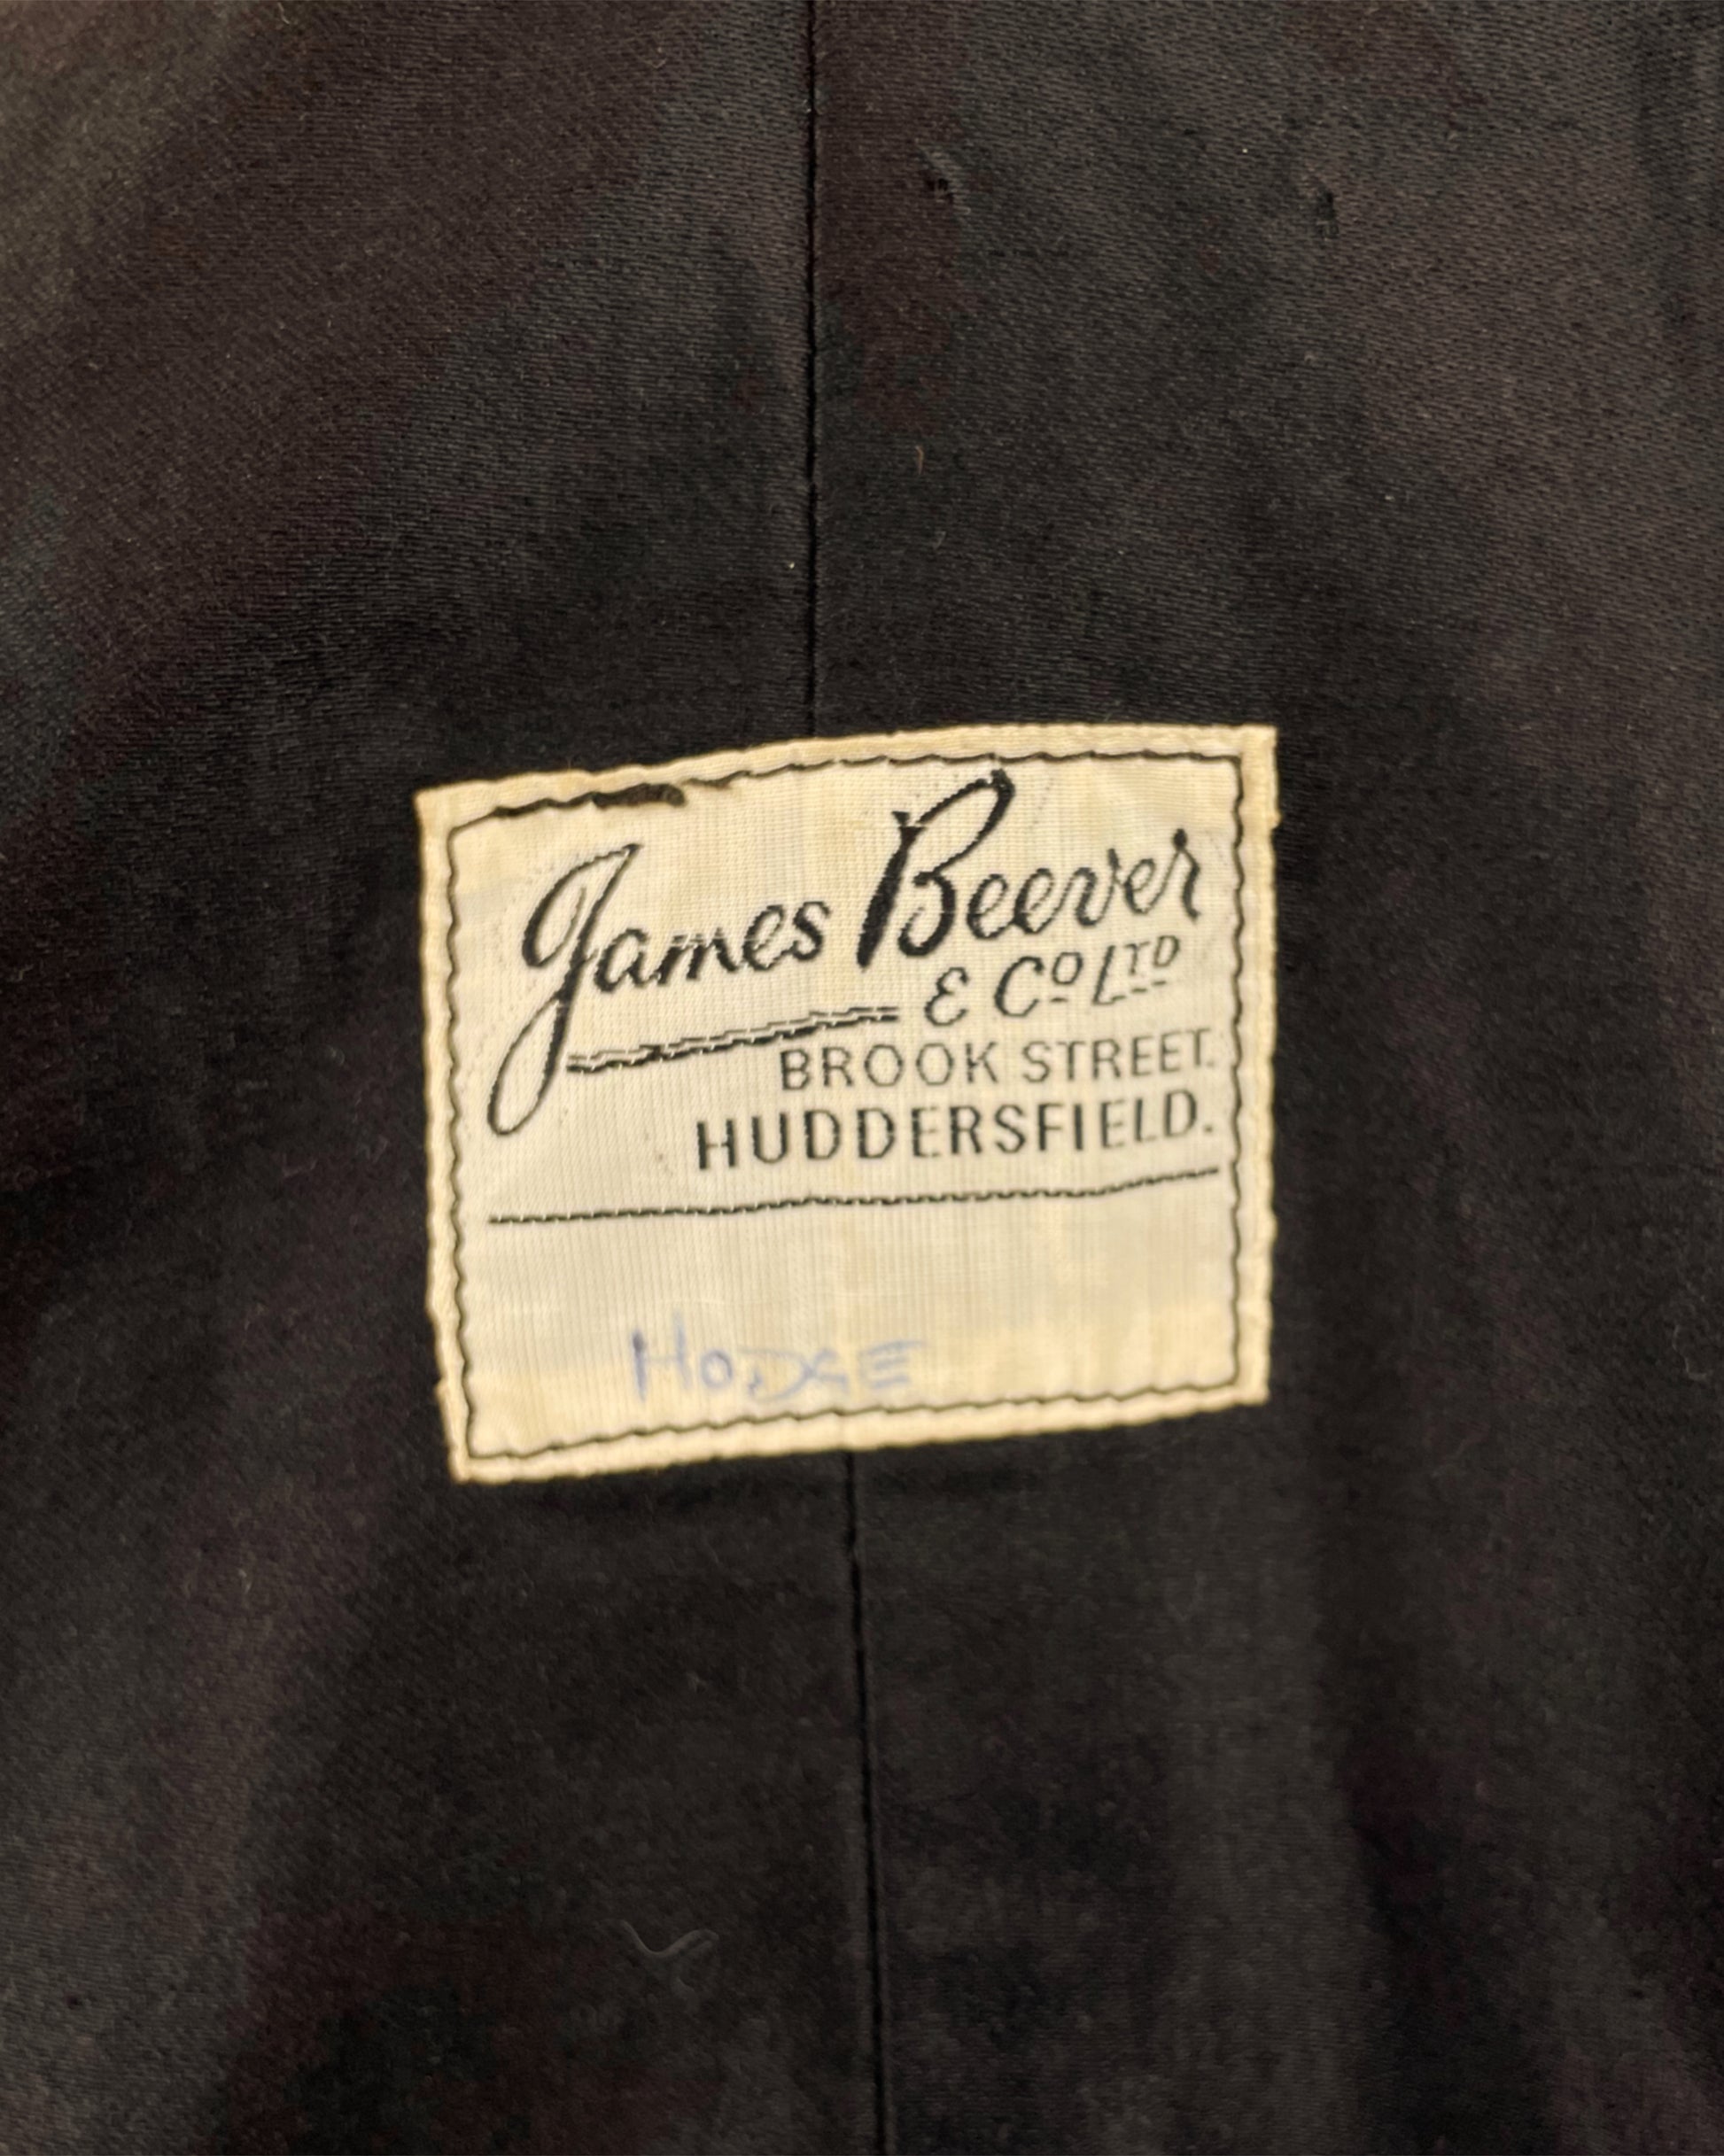 James Beever
& Co LTD
BROOK STREET.
HUDDERSFIELD.
HODGE